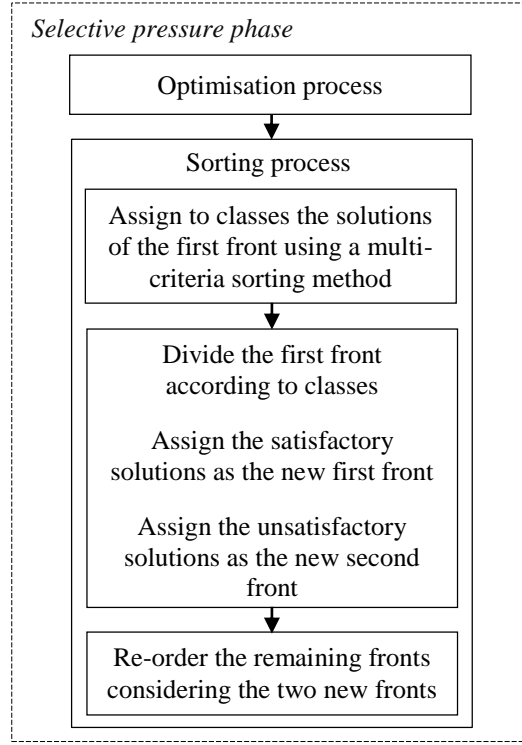 Selective pressure phase
Optimisation process
Sorting process
Assign to classes the solutions
of the first front using a multi-
criteria sorting method
Divide the first front
according to classes
Assign the satisfactory
solutions as the new first front
Assign the unsatisfactory
solutions as the new second
front
Re-order the remaining fronts
considering the two new fronts